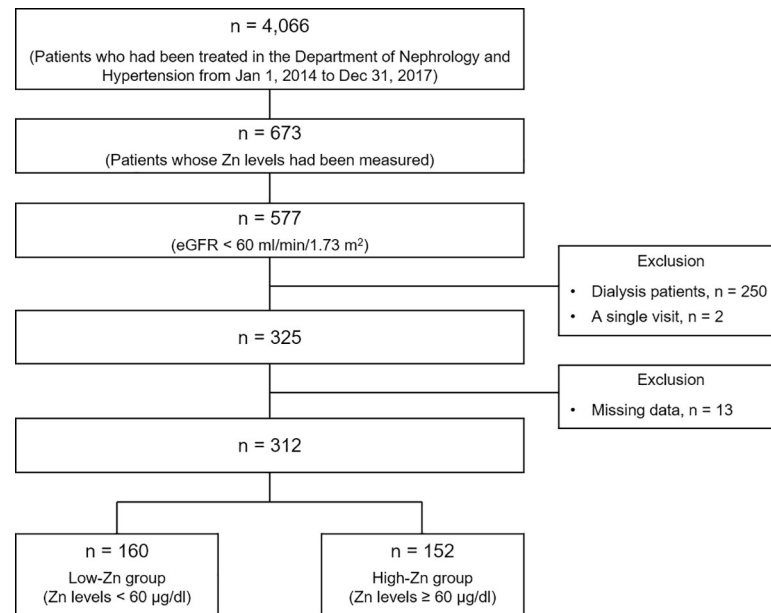 n = 4,066
(Patients who had been treated in the Department of Nephrology and
Hypertension from Jan 1, 2014 to Dec 31, 2017)
n = 673
(Patients whose Zn levels had been measured)
n = 577
(eGFR < 60 ml/min/1.73 m²)
Exclusion
• Dialysis patients, n = 250
• A single visit, n = 2
n = 325
Exclusion
• Missing data, n = 13
n = 312
n = 160
Low-Zn group
(Zn levels < 60 µg/dl)
n = 152
High-Zn group
(Zn levels ≥ 60 µg/dl)